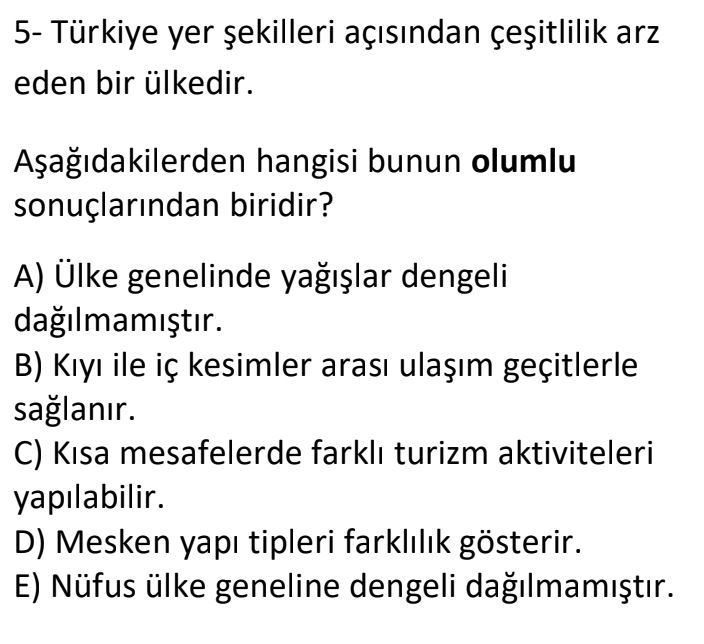 5- Türkiye yer şekilleri açısından çeşitlilik arz
eden bir ülkedir.
Aşağıdakilerden hangisi bunun olumlu
sonuçlarından biridir?
A) Ülke genelinde yağışlar dengeli
dağılmamıştır.
B) Kıyı ile iç kesimler arası ulaşım geçitlerle
sağlanır.
C) Kısa mesafelerde farklı turizm aktiviteleri
yapılabilir.
D) Mesken yapı tipleri farklılık gösterir.
E) Nüfus ülke geneline dengeli dağılmamıştır.